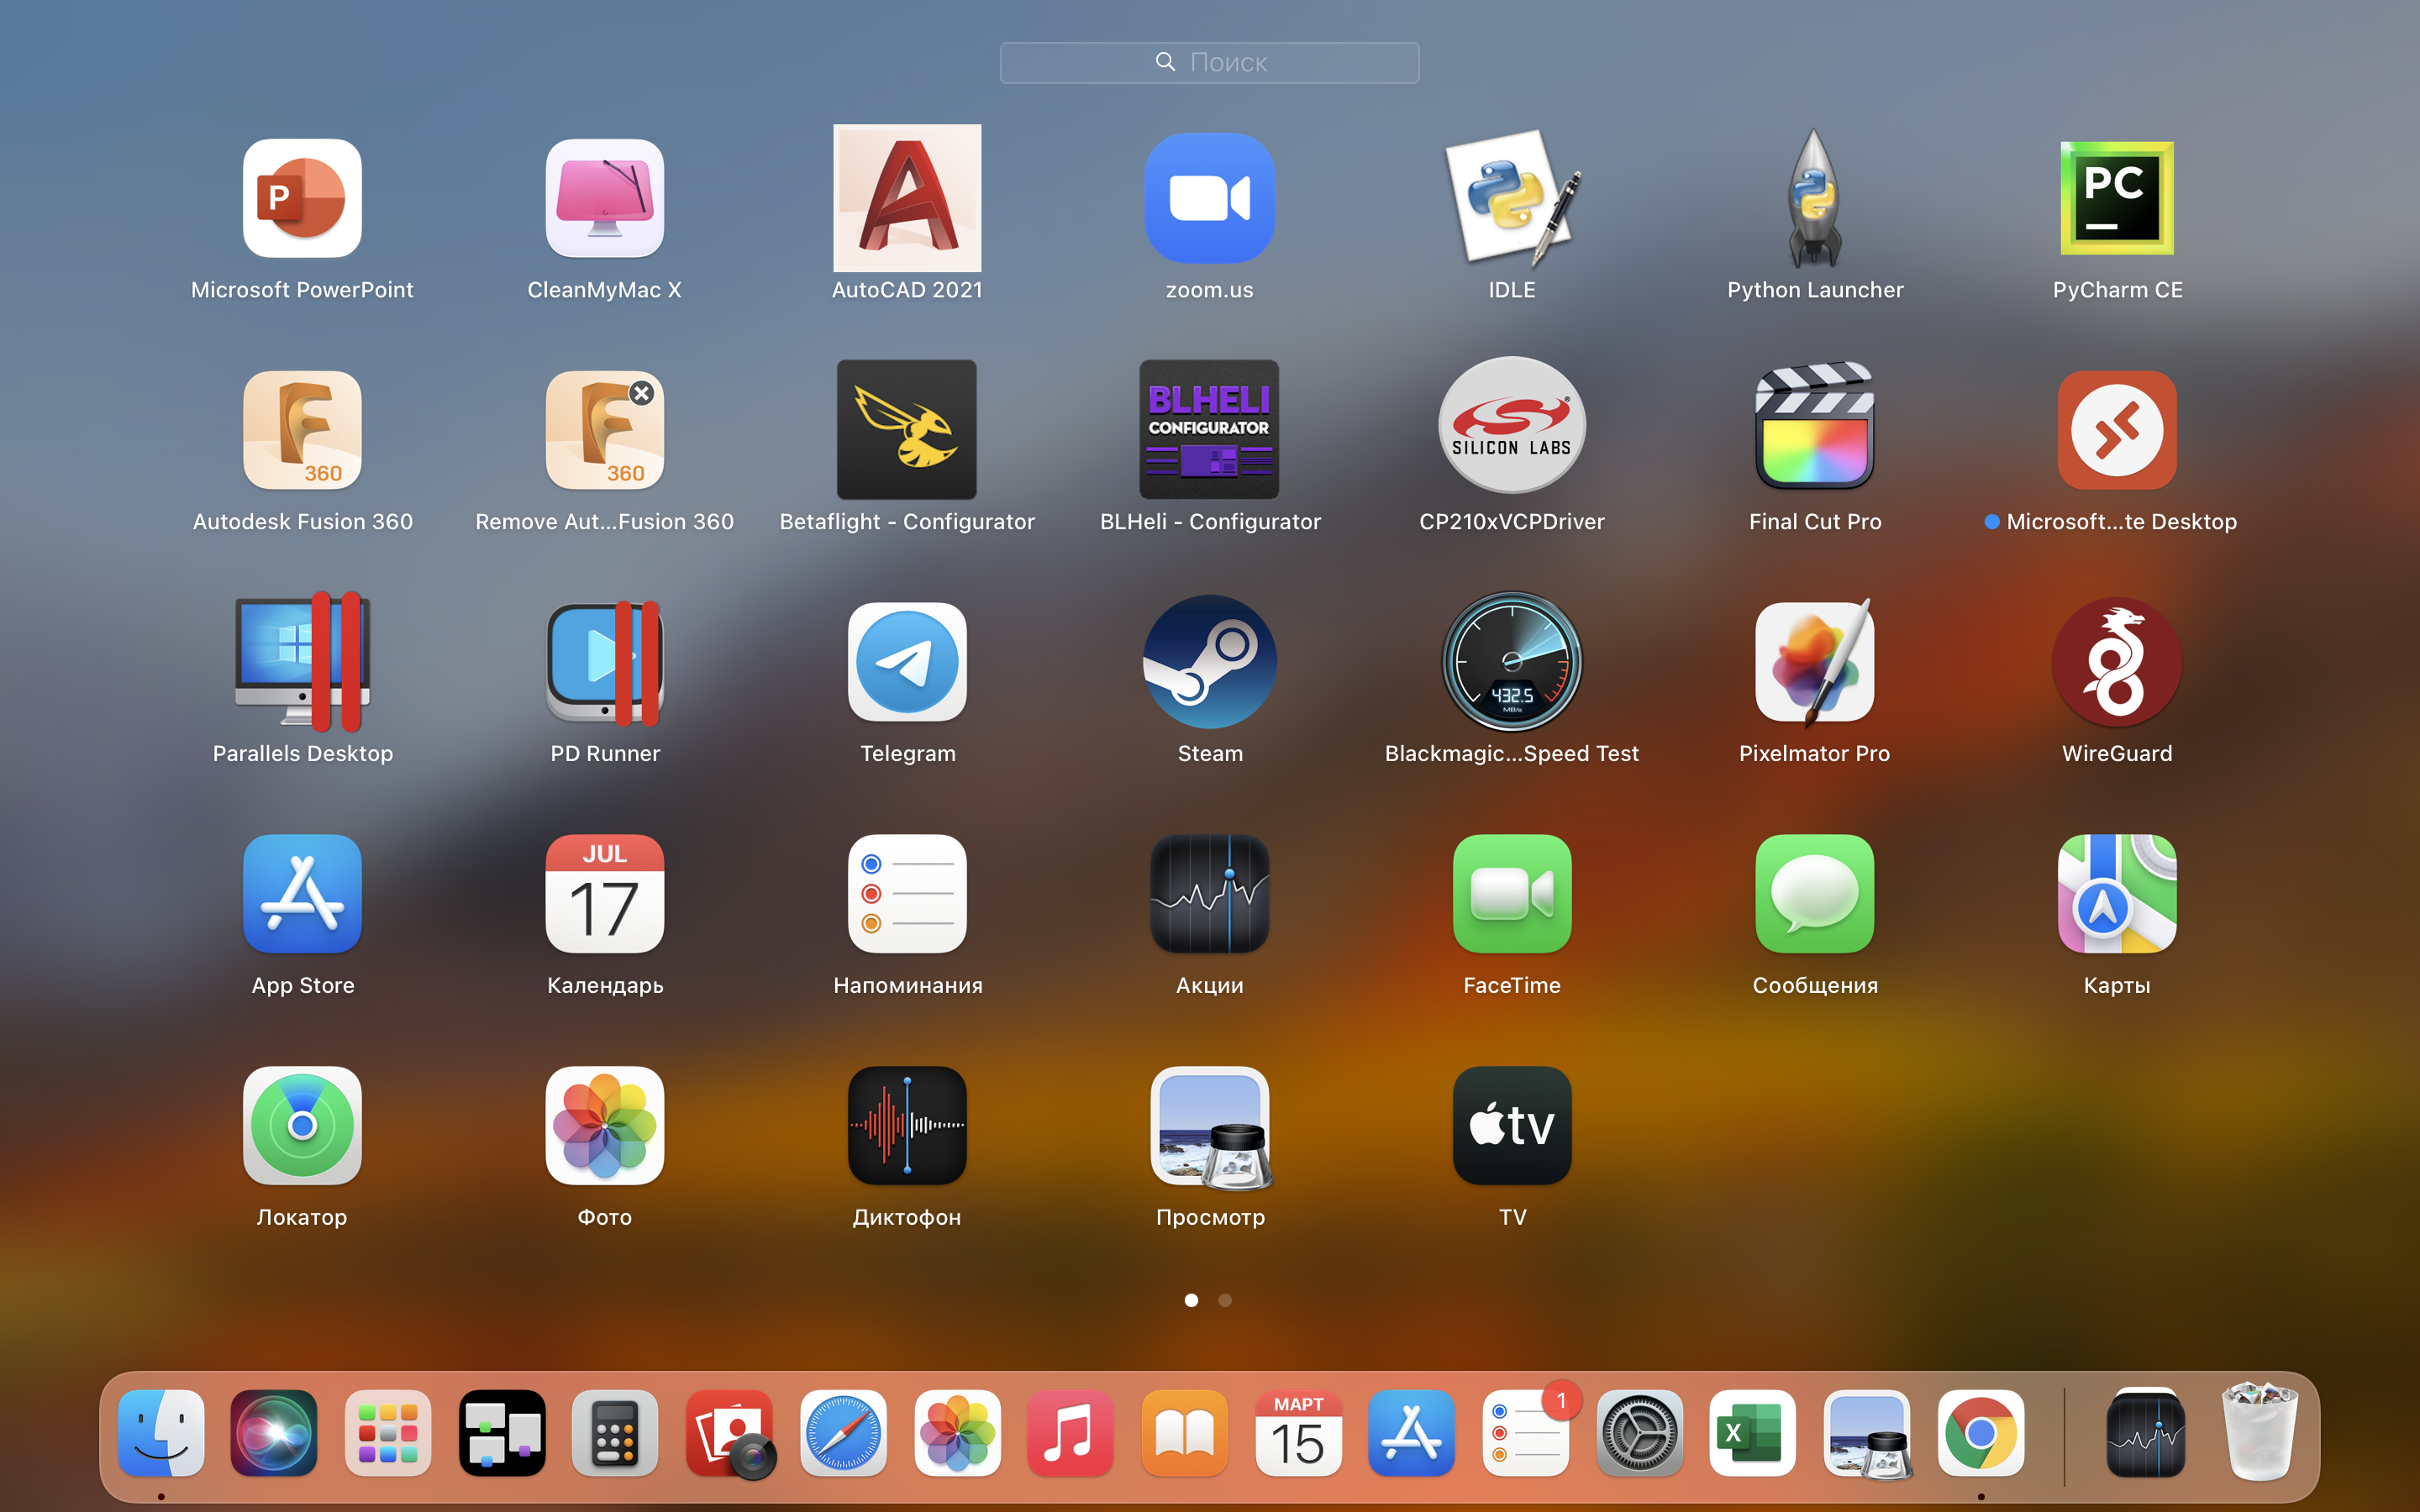 Поиск
P
PC
Microsoft PowerPoint
CleanMyMac X
AutoCAD 2021
zoom.us
IDLE
Python Launcher
PyCharm CE
360
360
BLHELI
CONFIGURATOR
SILICON LABS
Autodesk Fusion 360
Remove Aut...Fusion 360
Betaflight - Configurator
BLHeli - Configurator
CP210xVCPDriver
Final Cut Pro
Microsoft...te Desktop
432.5
MB/s
Parallels Desktop
PD Runner
Telegram
Steam
Blackmagic...Speed Test
Pixelmator Pro
WireGuard
JUL
17
App Store
Календарь
Напоминания
Акции
FaceTime
Сообщения
Карты
tv
Локатор
Фото
Диктофон
Просмотр
TV
МАРТ
15
1
X